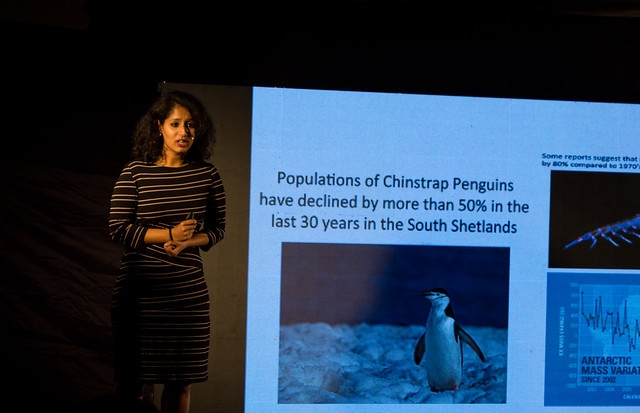 Populations of Chinstrap Penguins
have declined by more than 50% in the
last 30 years in the South Shetlands
Some reports suggest that
by 80% compared to 1970's
ANTARCTIC
MASS VARIAT
SINCE 2002